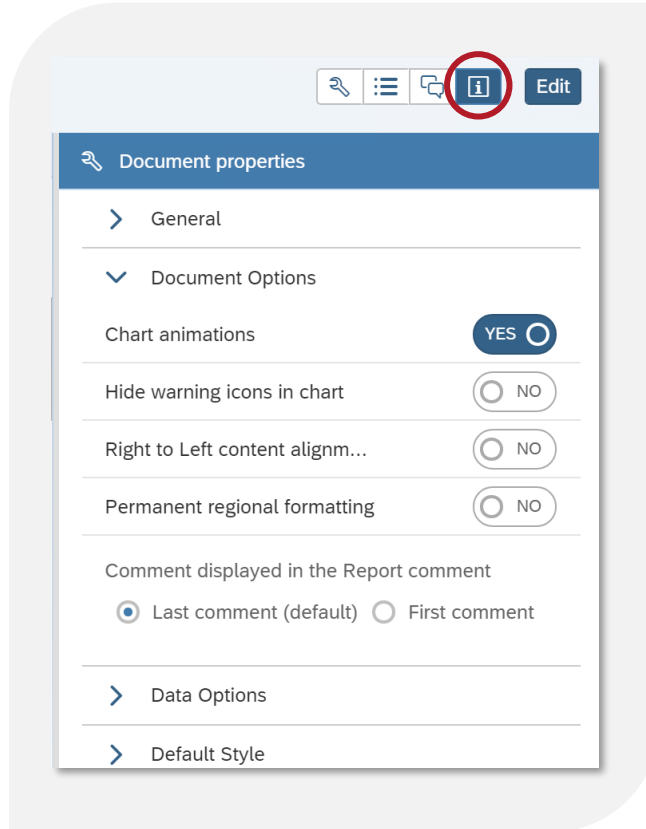 Edit
Document properties
General
Document Options
Chart animations YES
Hide warning icons in chart NO
Right to Left content alignm... NO
Permanent regional formatting NO
Comment displayed in the Report comment
Last comment (default) First comment
Data Options
Default Style